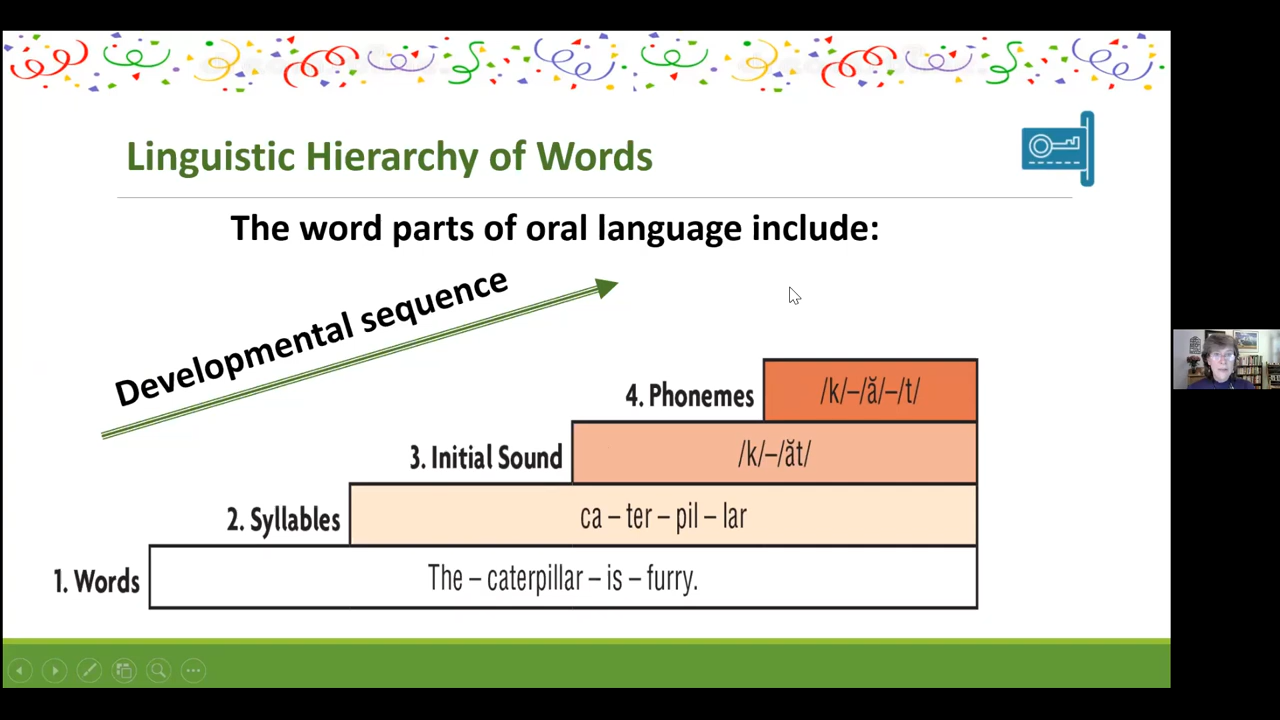 Linguistic Hierarchy of Words
The word parts of oral language include:
Developmental sequence
4. Phonemes /k/–/ă/–/t/
3. Initial Sound /k/–/ăt/
2. Syllables ca – ter – pil – lar
1. Words The – caterpillar – is – furry.